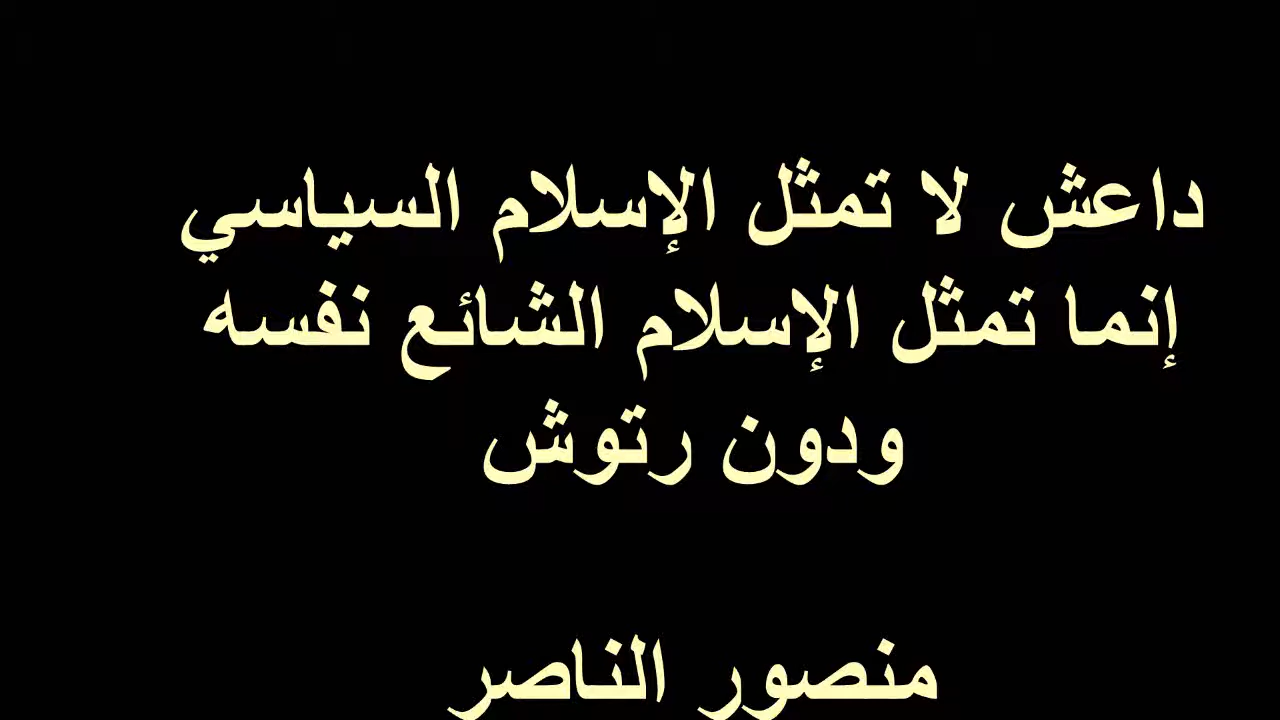 داعش لا تمثل الإسلام السياسي
إنما تمثل الإسلام الشائع نفسه
ودون رتوش
منصور الناصر